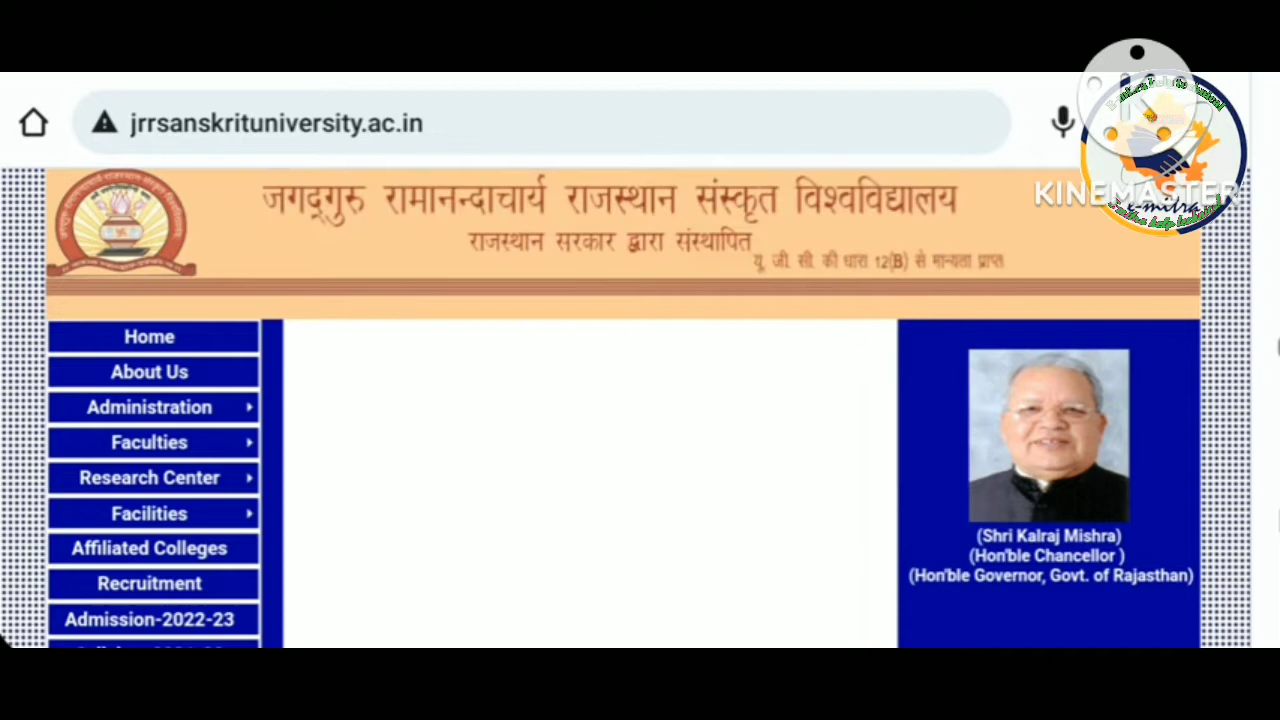 jrrsanskrituniversity.ac.in
KINEMASTER
e-mitra
जगद्गुरु रामानन्दाचार्य राजस्थान संस्कृत विश्वविद्यालय
राजस्थान सरकार द्वारा संस्थापित
यू. जी. सी. की धारा 12(B) से मान्यता प्राप्त
Home
About Us
Administration
Faculties
Research Center
Facilities
Affiliated Colleges
Recruitment
Admission-2022-23
(Shri Kalraj Mishra)
(Hon'ble Chancellor )
(Hon'ble Governor, Govt. of Rajasthan)